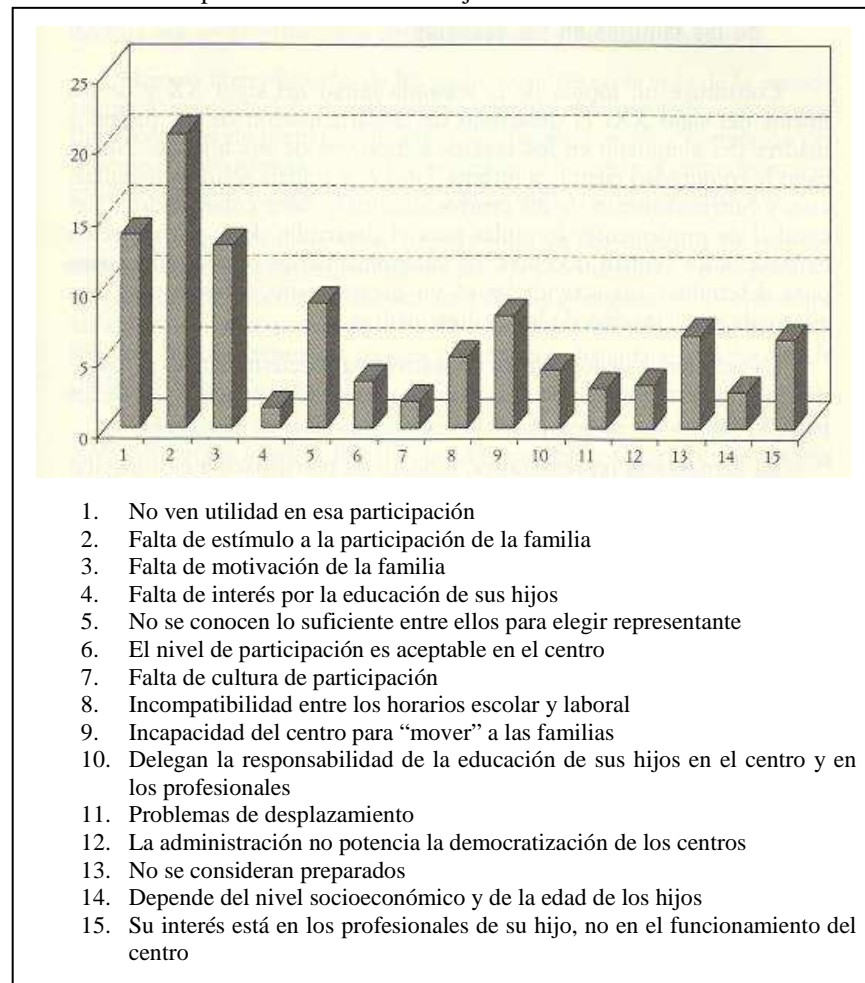 25
20
15
10
5
0
1 2 3 4 5 6 7 8 9 10 11 12 13 14 15
1. No ven utilidad en esa participación
2. Falta de estímulo a la participación de la familia
3. Falta de motivación de la familia
4. Falta de interés por la educación de sus hijos
5. No se conocen lo suficiente entre ellos para elegir representante
6. El nivel de participación es aceptable en el centro
7. Falta de cultura de participación
8. Incompatibilidad entre los horarios escolar y laboral
9. Incapacidad del centro para “mover” a las familias
10. Delegan la responsabilidad de la educación de sus hijos en el centro y en
los profesionales
11. Problemas de desplazamiento
12. La administración no potencia la democratización de los centros
13. No se consideran preparados
14. Depende del nivel socioeconómico y de la edad de los hijos
15. Su interés está en los profesionales de su hijo, no en el funcionamiento del
centro